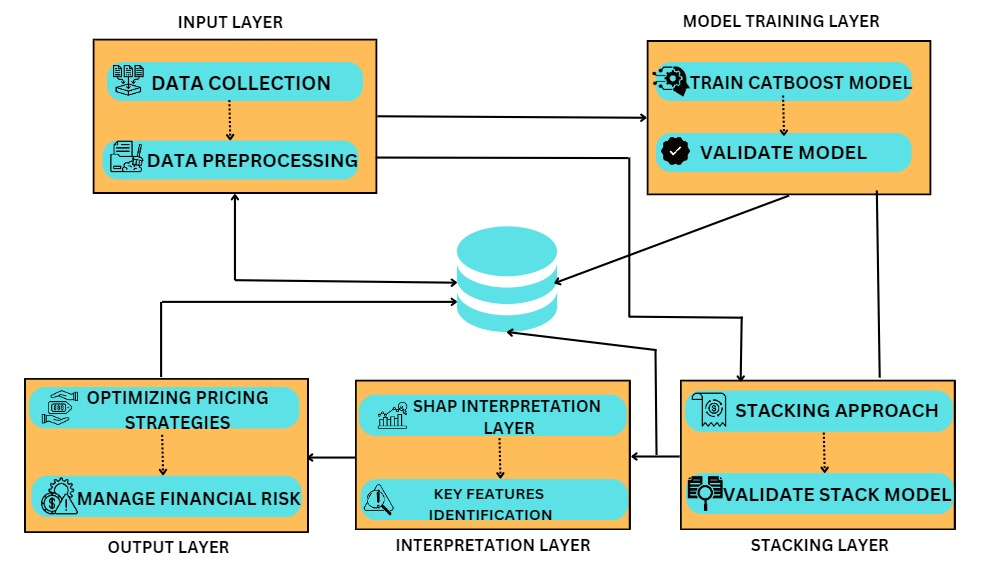 INPUT LAYER
DATA COLLECTION
DATA PREPROCESSING
MODEL TRAINING LAYER
TRAIN CATBOOST MODEL
VALIDATE MODEL
OPTIMIZING PRICING
STRATEGIES
MANAGE FINANCIAL RISK
OUTPUT LAYER
SHAP INTERPRETATION
LAYER
KEY FEATURES
IDENTIFICATION
INTERPRETATION LAYER
STACKING APPROACH
VALIDATE STACK MODEL
STACKING LAYER